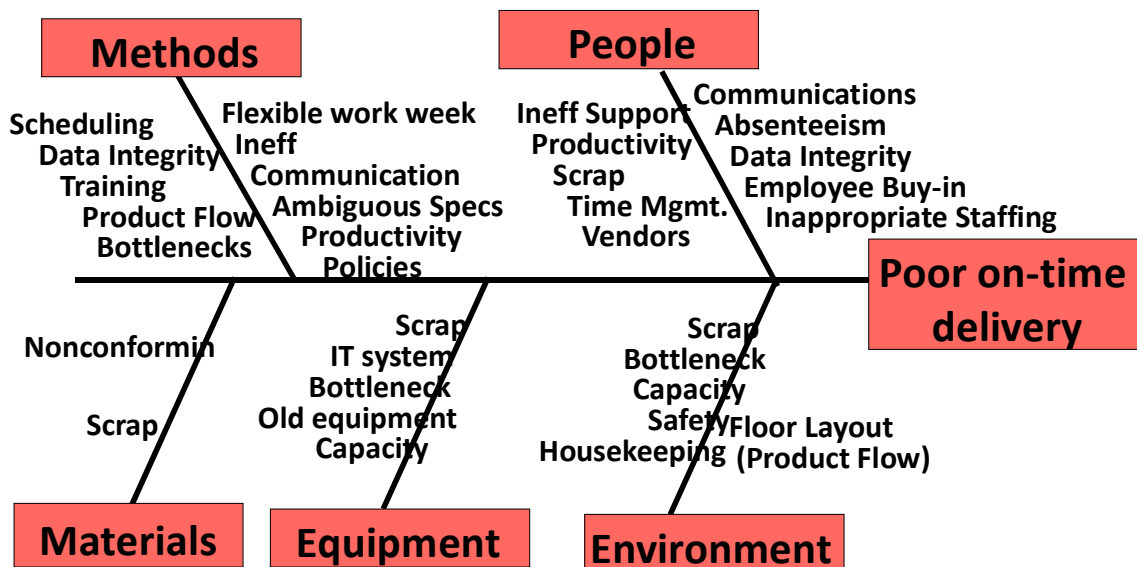 Methods
People
Scheduling
Data Integrity
Training
Product Flow
Bottlenecks
Flexible work week
Ineff
Communication
Ambiguous Specs
Productivity
Policies
Ineff Support
Productivity
Scrap
Time Mgmt.
Vendors
Communications
Absenteeism
Data Integrity
Employee Buy-in
Inappropriate Staffing
Poor on-time
delivery
Nonconformin
Scrap
Scrap
IT system
Bottleneck
Old equipment
Capacity
Scrap
Bottleneck
Capacity
Safety
Housekeeping
Floor Layout
(Product Flow)
Materials
Equipment
Environment